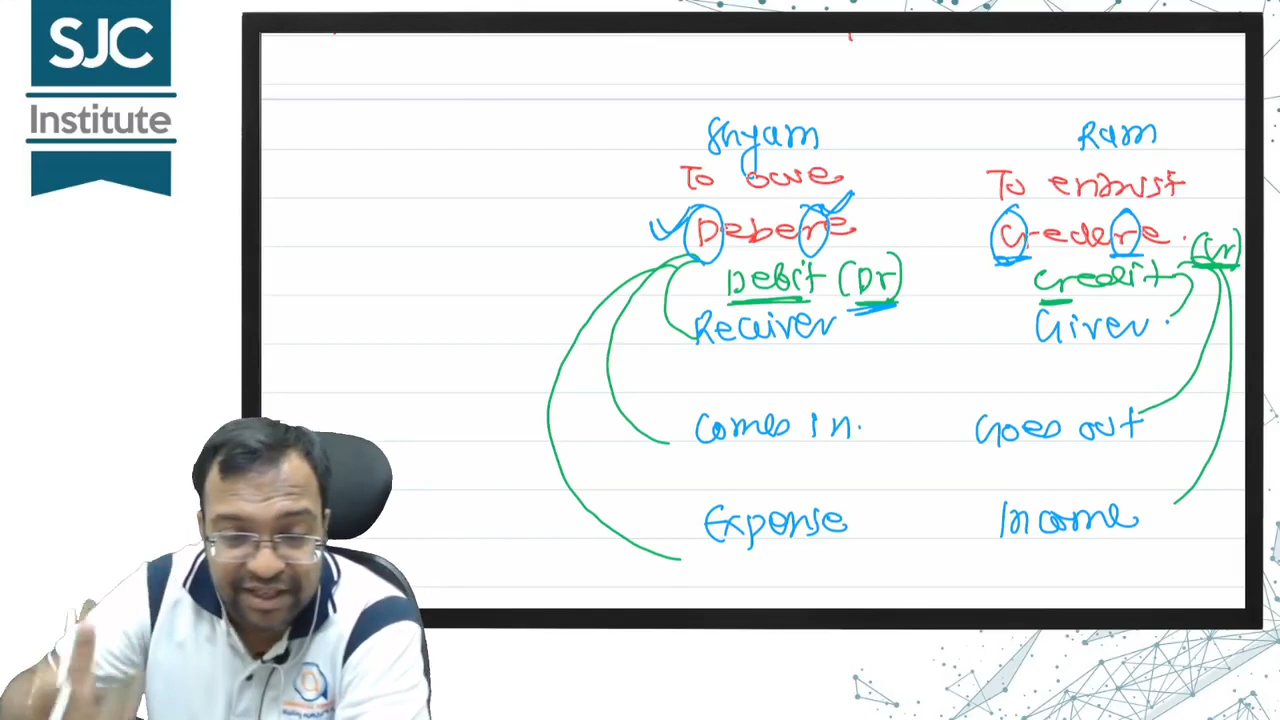 SJC
Institute
Shyam Ram
To owe To entrust
Debere Credere. (Cr)
Debit (Dr) Credit
Receiver Giver.
Comes in. Goes out
Expense Income